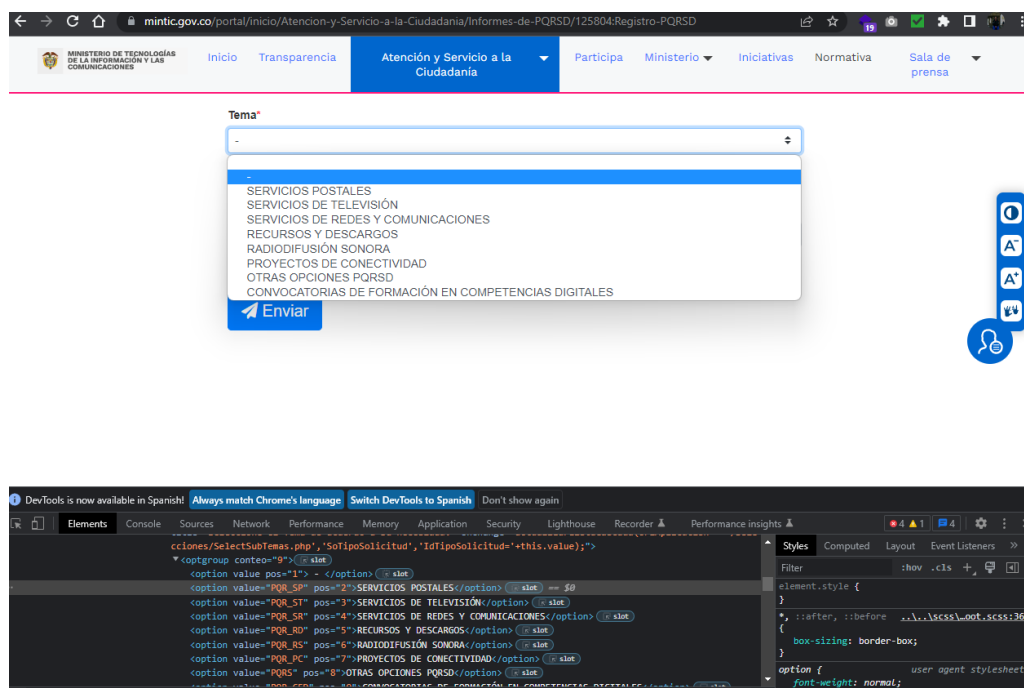 mintic.gov.co/portal/inicio/Atencion-y-Servicio-a-la-Ciudadania/Informes-de-PQRSD/125804:Registro-PQRSD
19
MINISTERIO DE TECNOLOGÍAS
DE LA INFORMACIÓN Y LAS
COMUNICACIONES
Inicio
Transparencia
Atención y Servicio a la
Ciudadanía
Participa
Ministerio
Iniciativas
Normativa
Sala de
prensa
Tema*
-
-
SERVICIOS POSTALES
SERVICIOS DE TELEVISIÓN
SERVICIOS DE REDES Y COMUNICACIONES
RECURSOS Y DESCARGOS
RADIODIFUSIÓN SONORA
PROYECTOS DE CONECTIVIDAD
OTRAS OPCIONES PQRSD
CONVOCATORIAS DE FORMACIÓN EN COMPETENCIAS DIGITALES
Enviar
A-
A+
DevTools is now available in Spanish! Always match Chrome's language Switch DevTools to Spanish Don't show again
Elements Console Sources Network Performance Memory Application Security Lighthouse Recorder Performance insights 4 1 4
cciones/SelectSubTemas.php','SoTipoSolicitud','IdTipoSolicitud='+this.value);">
<optgroup conteo="9"> slot
<option value pos="1"> - </option> slot
<option value="PQR_SP" pos="2">SERVICIOS POSTALES</option> slot == $0
<option value="PQR_ST" pos="3">SERVICIOS DE TELEVISIÓN</option> slot
<option value="PQR_SR" pos="4">SERVICIOS DE REDES Y COMUNICACIONES</option> slot
<option value="PQR_RD" pos="5">RECURSOS Y DESCARGOS</option> slot
<option value="PQR_RS" pos="6">RADIODIFUSIÓN SONORA</option> slot
<option value="PQR_PC" pos="7">PROYECTOS DE CONECTIVIDAD</option> slot
<option value="PQRS" pos="8">OTRAS OPCIONES PQRSD</option> slot
Styles Computed Layout Event Listeners »
Filter :hov .cls +
element.style {
}
*, ::after, ::before ..\..\scss\…oot.scss:36
{
box-sizing: border-box;
}
option { user agent stylesheet
font-weight: normal;